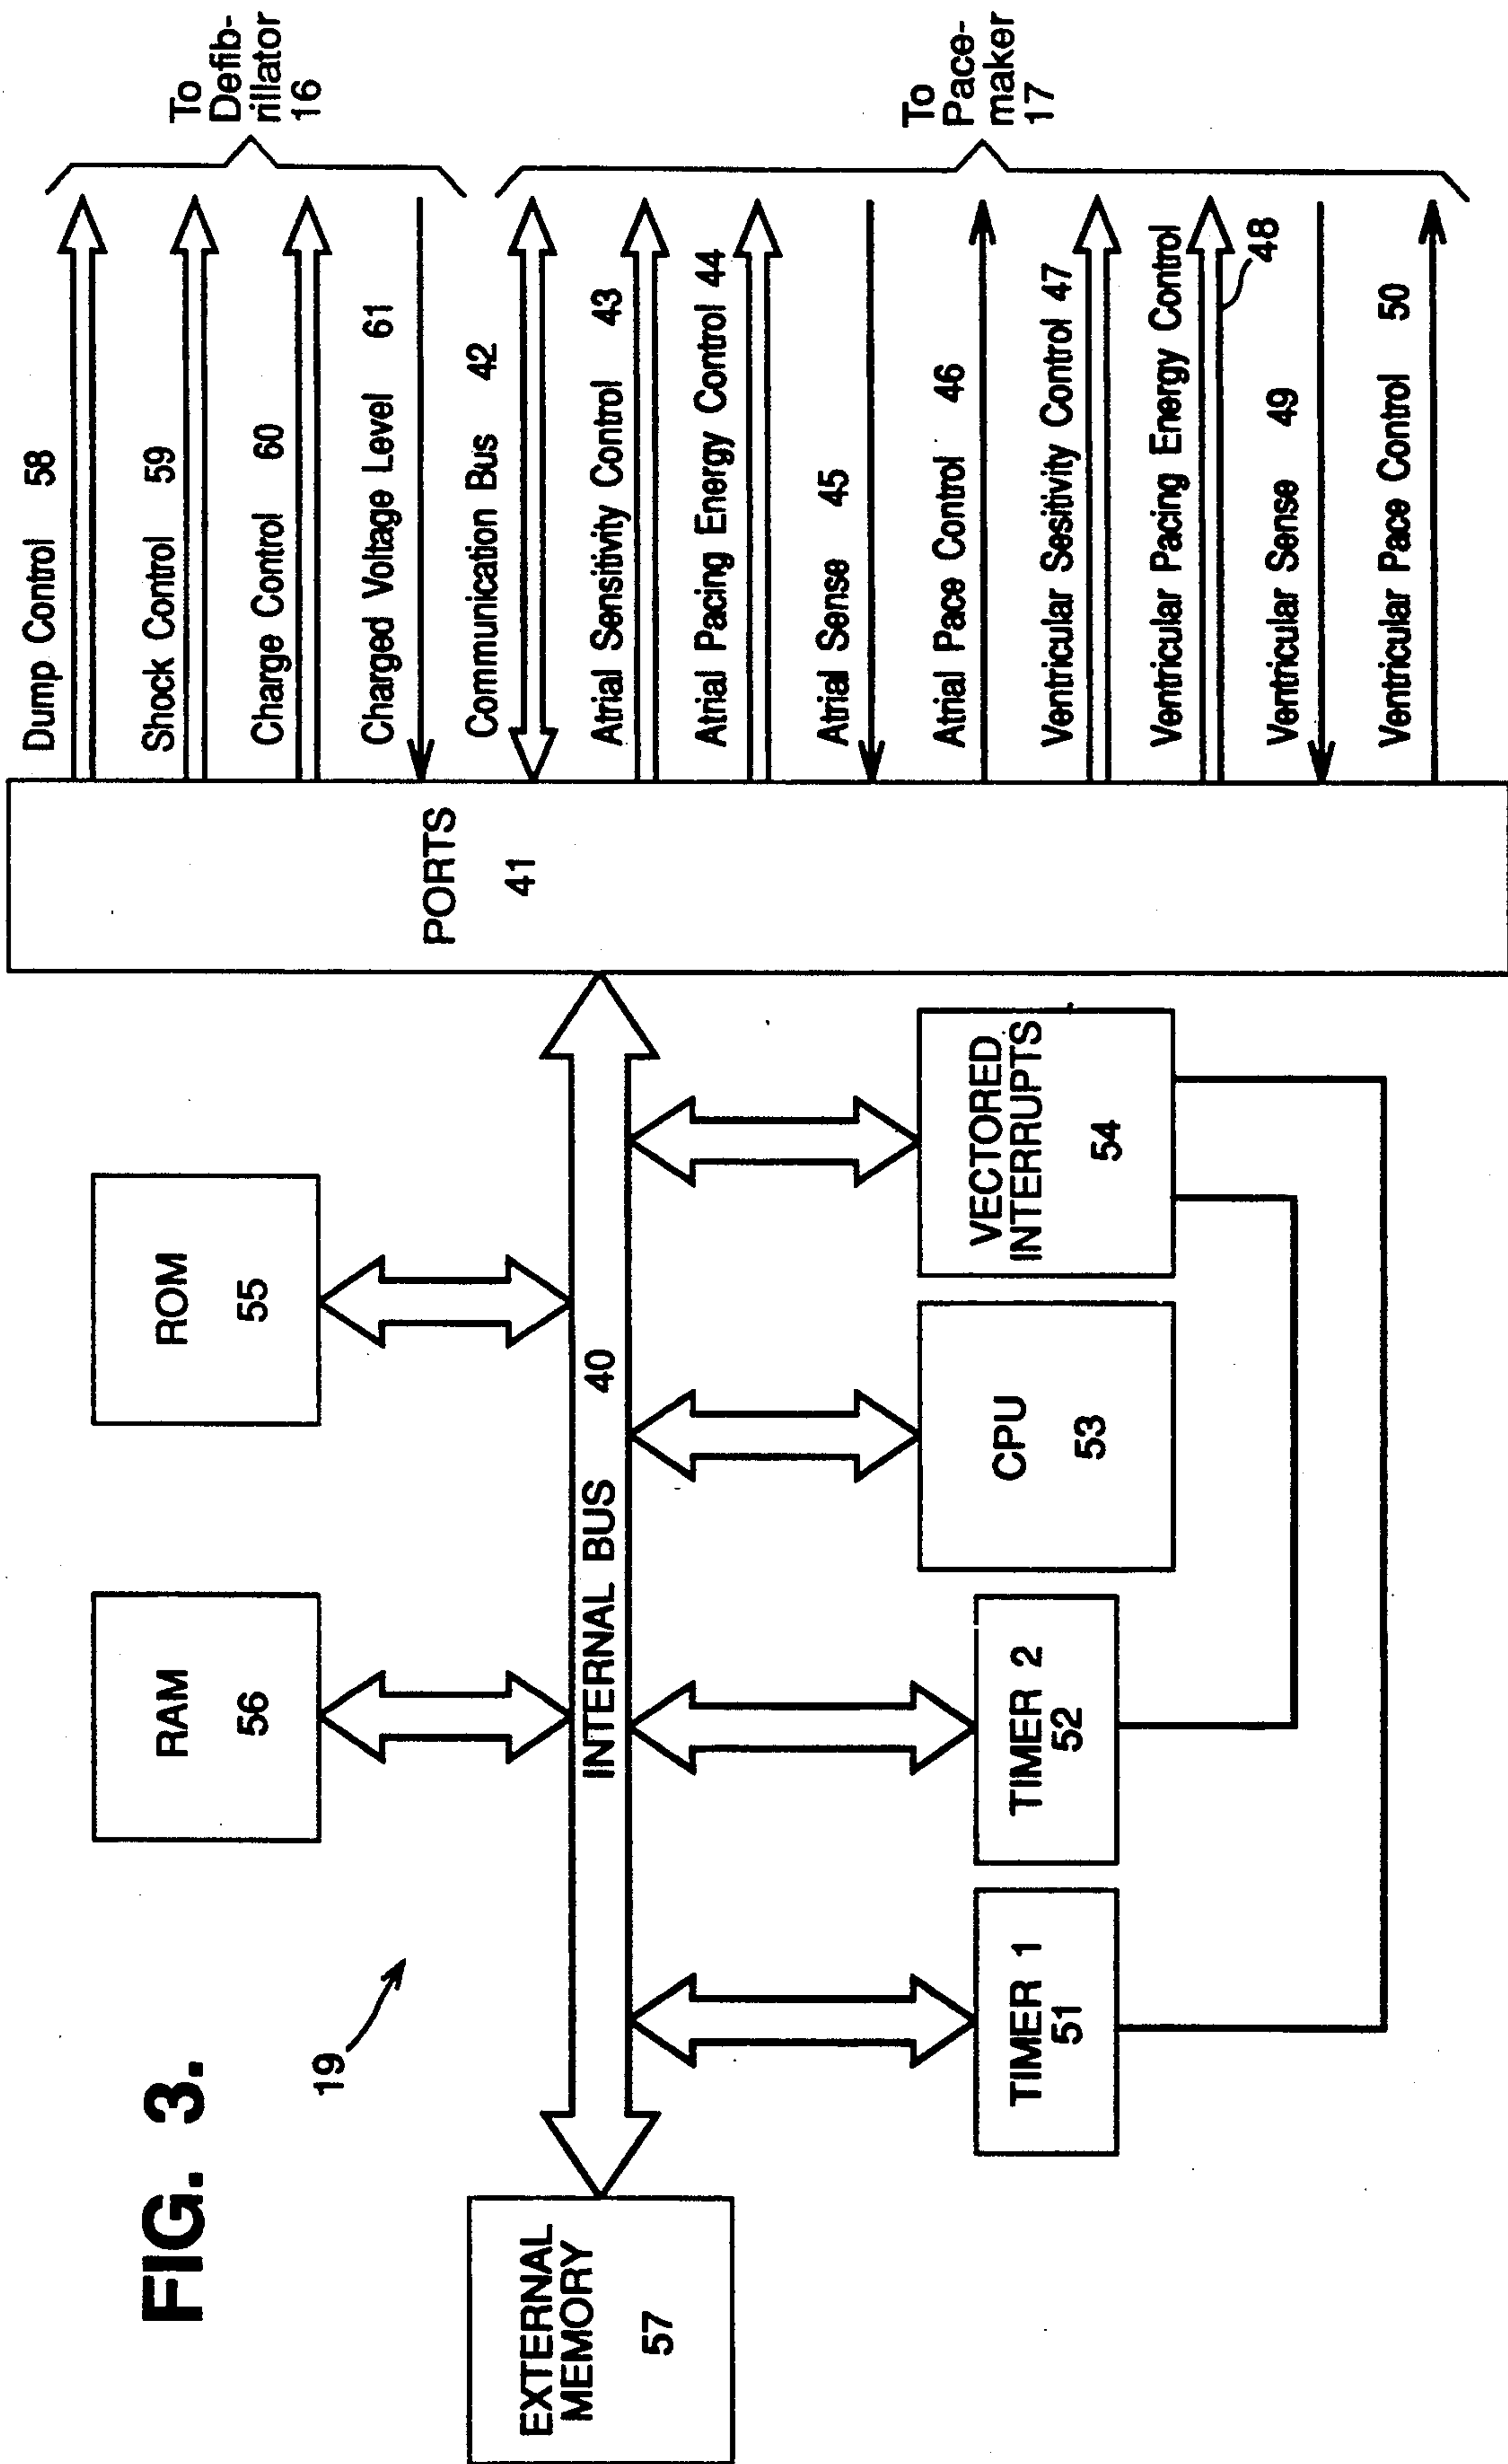 FIG. 3.
19
RAM
56
ROM
55
EXTERNAL
MEMORY
57
INTERNAL BUS 40
TIMER 1
51
TIMER 2
52
CPU
53
VECTORED
INTERRUPTS
54
PORTS
41
Dump Control 58
Shock Control 59
Charge Control 60
Charged Voltage Level 61
Communication Bus 42
Atrial Sensitivity Control 43
Atrial Pacing Energy Control 44
Atrial Sense 45
Atrial Pace Control 46
Ventricular Sesitivity Control 47
Ventricular Pacing Energy Control
48
Ventricular Sense 49
Ventricular Pace Control 50
To
Defib-
rillator
16
To
Pace-
maker
17